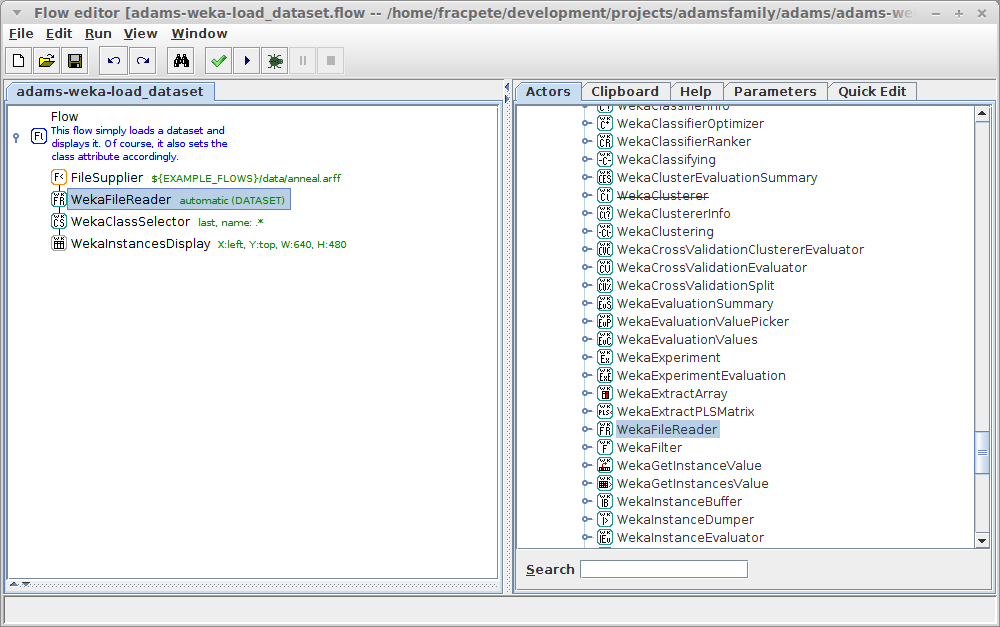 Flow editor [adams-weka-load_dataset.flow -- /home/fracpete/development/projects/adamsfamily/adams/adams-we
File Edit Run View Window
adams-weka-load_dataset
Flow
This flow simply loads a dataset and
displays it. Of course, it also sets the
class attribute accordingly.
FileSupplier ${EXAMPLE_FLOWS}/data/anneal.arff
WekaFileReader automatic (DATASET)
WekaClassSelector last, name: .*
WekaInstancesDisplay X:left, Y:top, W:640, H:480
Actors Clipboard Help Parameters Quick Edit
WekaClassifierInfo
WekaClassifierOptimizer
WekaClassifierRanker
WekaClassifying
WekaClusterEvaluationSummary
WekaClusterer
WekaClustererInfo
WekaClustering
WekaCrossValidationClustererEvaluator
WekaCrossValidationEvaluator
WekaCrossValidationSplit
WekaEvaluationSummary
WekaEvaluationValuePicker
WekaEvaluationValues
WekaExperiment
WekaExperimentEvaluation
WekaExtractArray
WekaExtractPLSMatrix
WekaFileReader
WekaFilter
WekaGetInstanceValue
WekaGetInstancesValue
WekaInstanceBuffer
WekaInstanceDumper
WekaInstanceEvaluator
Search